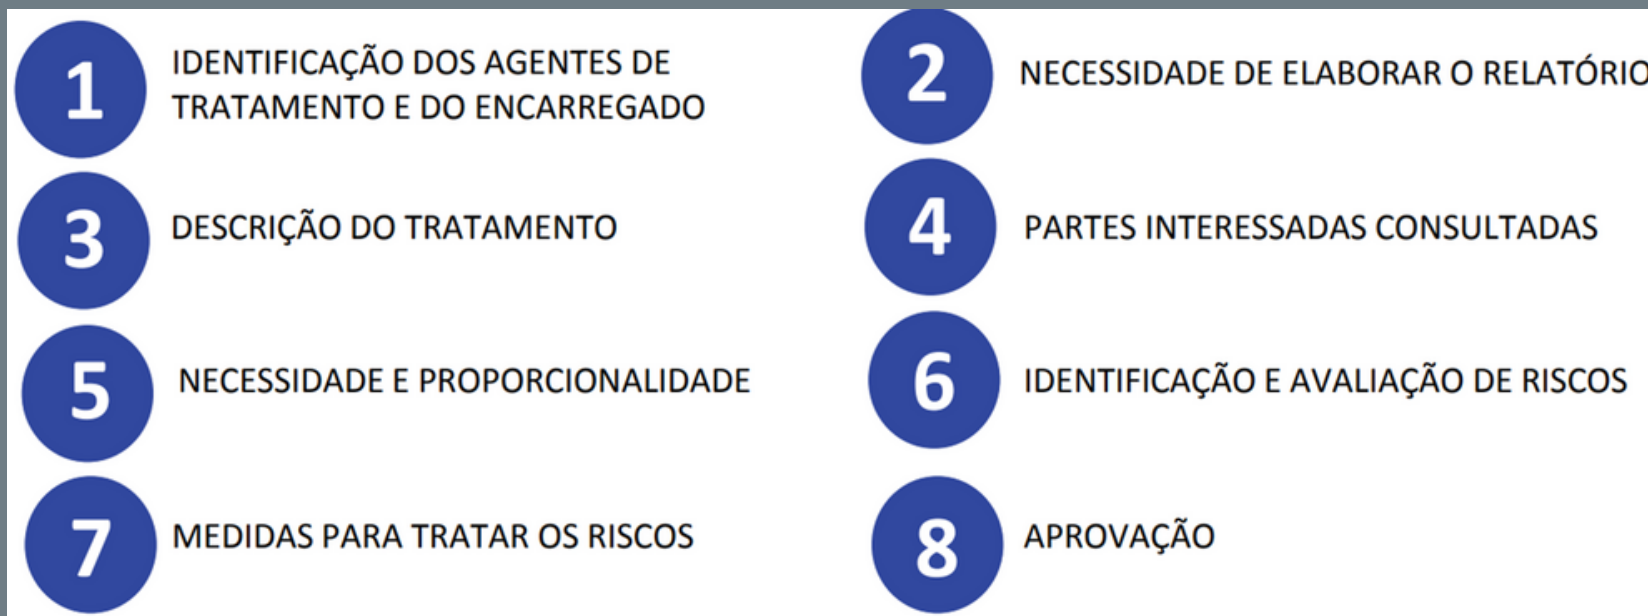 1
IDENTIFICAÇÃO DOS AGENTES DE
TRATAMENTO E DO ENCARREGADO
2
NECESSIDADE DE ELABORAR O RELATÓRIO
3
DESCRIÇÃO DO TRATAMENTO
4
PARTES INTERESSADAS CONSULTADAS
5
NECESSIDADE E PROPORCIONALIDADE
6
IDENTIFICAÇÃO E AVALIAÇÃO DE RISCOS
7
MEDIDAS PARA TRATAR OS RISCOS
8
APROVAÇÃO